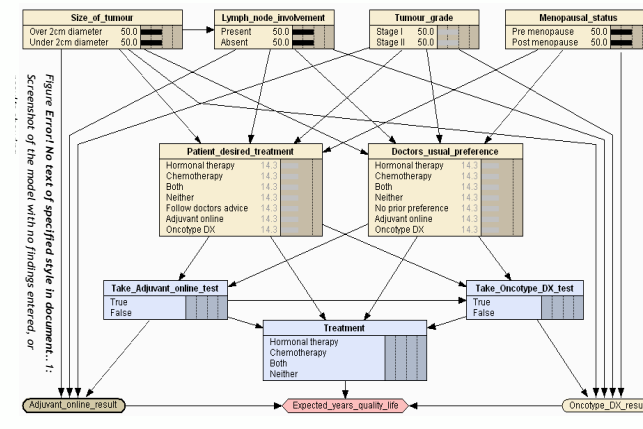 Size_of_tumour
Over 2cm diameter 50.0
Under 2cm diameter 50.0
Lymph_node_involvement
Present 50.0
Absent 50.0
Tumour_grade
Stage I 50.0
Stage II 50.0
Menopausal_status
Pre menopause 50.0
Post menopause 50.0
Figure Error! No text of specified style in document.. 1:
Screenshot of the model with no findings entered, or
Patient_desired_treatment
Hormonal therapy 14.3
Chemotherapy 14.3
Both 14.3
Neither 14.3
Follow doctors advice 14.3
Adjuvant online 14.3
Oncotype DX 14.3
Doctors_usual_preference
Hormonal therapy 14.3
Chemotherapy 14.3
Both 14.3
Neither 14.3
No prior preference 14.3
Adjuvant online 14.3
Oncotype DX 14.3
Take_Adjuvant_online_test
True
False
Take_Oncotype_DX_test
True
False
Treatment
Hormonal therapy
Chemotherapy
Both
Neither
Adjuvant_online_result
Expected_years_quality_life
Oncotype_DX_resu